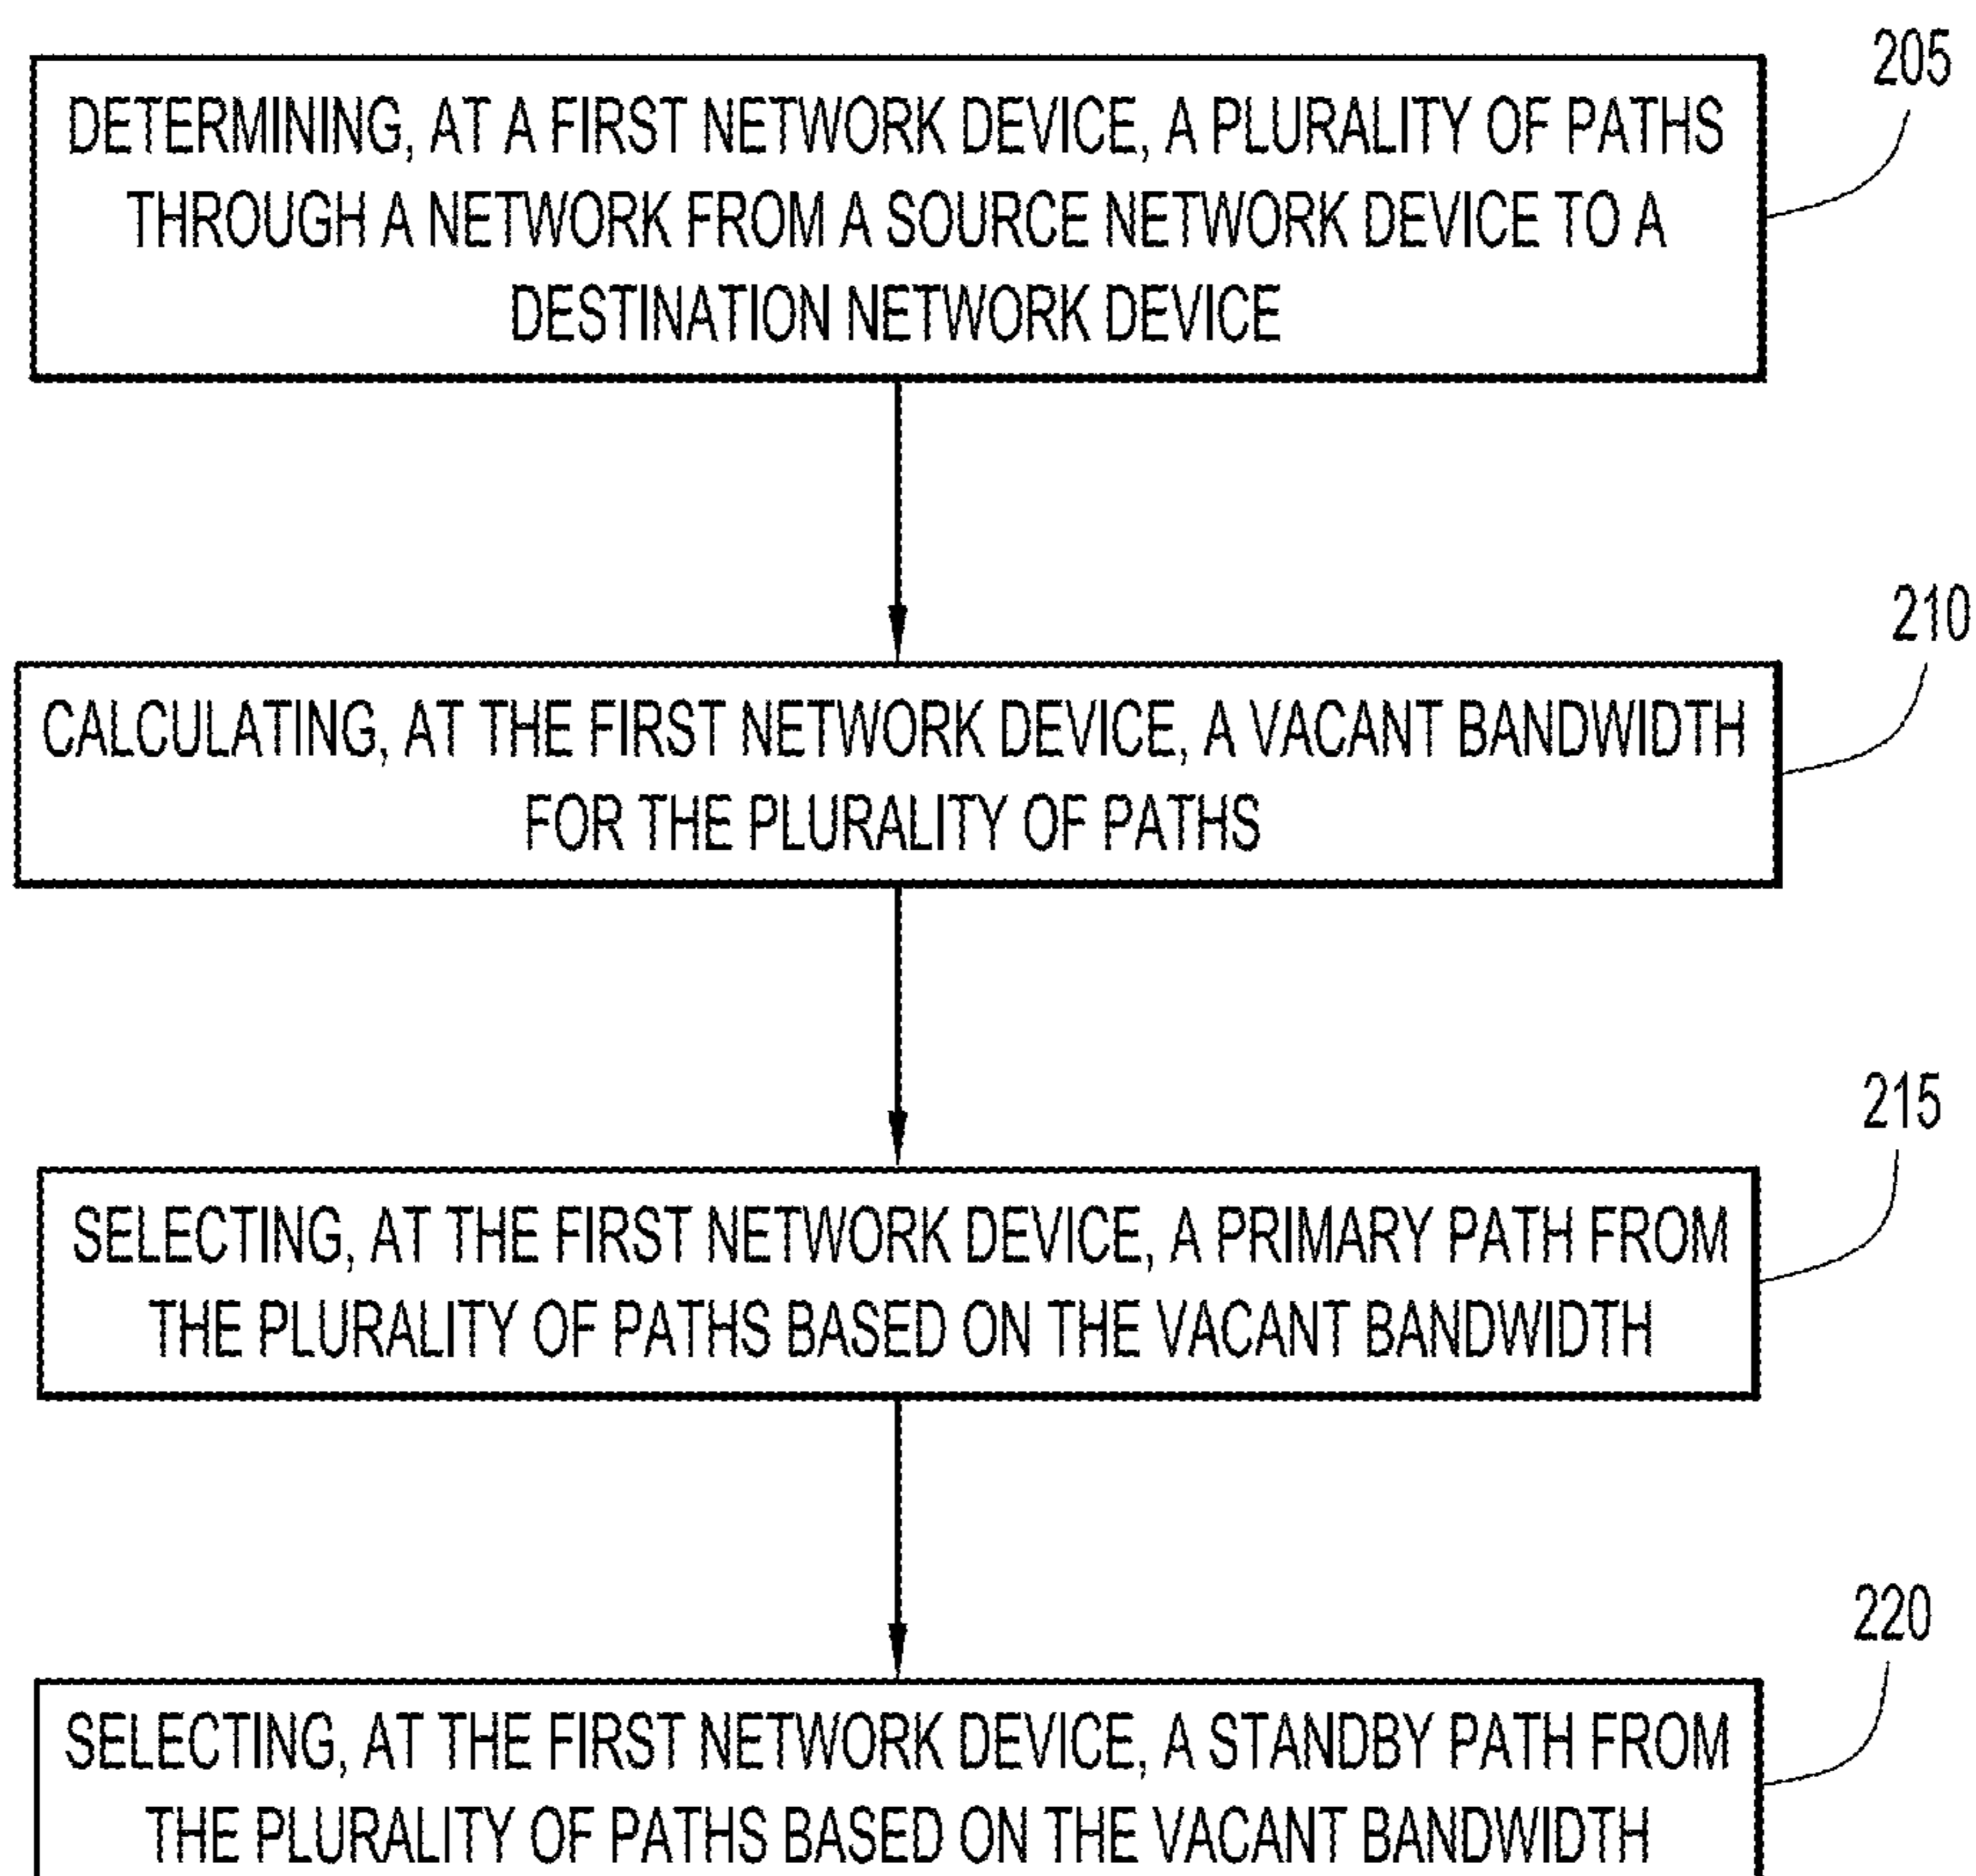 205
DETERMINING, AT A FIRST NETWORK DEVICE, A PLURALITY OF PATHS
THROUGH A NETWORK FROM A SOURCE NETWORK DEVICE TO A
DESTINATION NETWORK DEVICE
210
CALCULATING, AT THE FIRST NETWORK DEVICE, A VACANT BANDWIDTH
FOR THE PLURALITY OF PATHS
215
SELECTING, AT THE FIRST NETWORK DEVICE, A PRIMARY PATH FROM
THE PLURALITY OF PATHS BASED ON THE VACANT BANDWIDTH
220
SELECTING, AT THE FIRST NETWORK DEVICE, A STANDBY PATH FROM
THE PLURALITY OF PATHS BASED ON THE VACANT BANDWIDTH